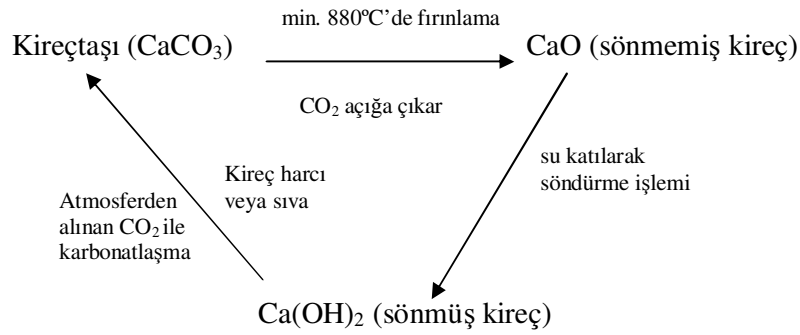 min. 880ºC’de fırınlama
Kireçtaşı (CaCO₃)
CaO (sönmemiş kireç)
CO₂ açığa çıkar
su katılarak
söndürme işlemi
Kireç harcı
veya sıva
Atmosferden
alınan CO₂ ile
karbonatlaşma
Ca(OH)₂ (sönmüş kireç)